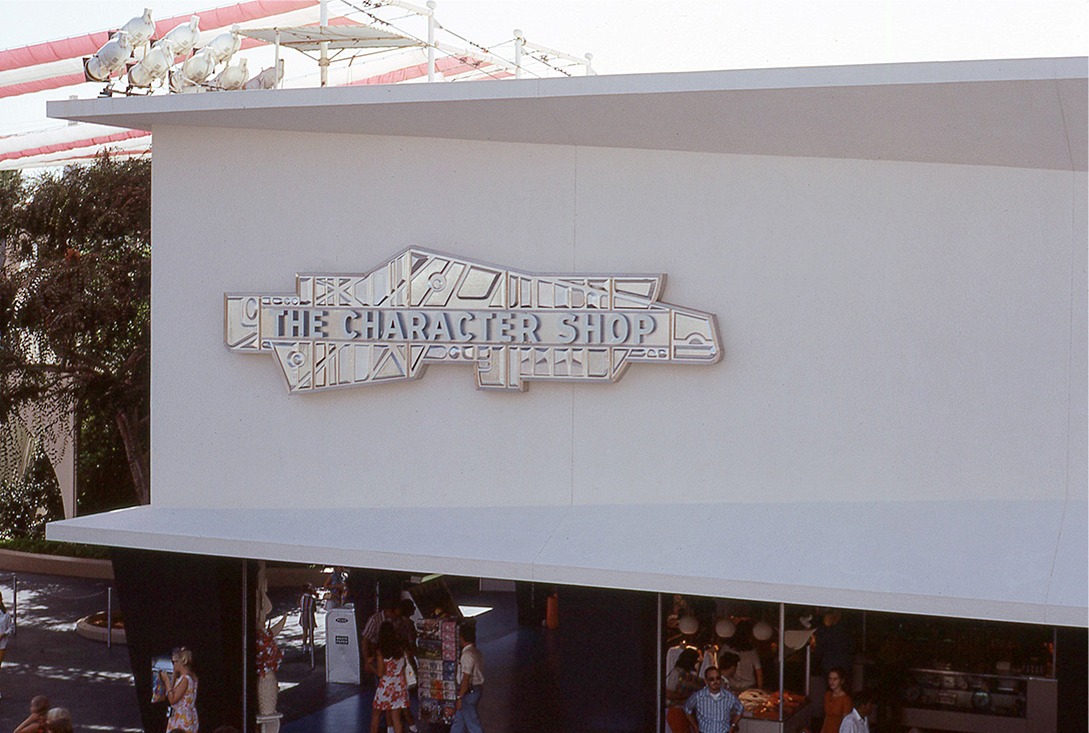 THE CHARACTER SHOP